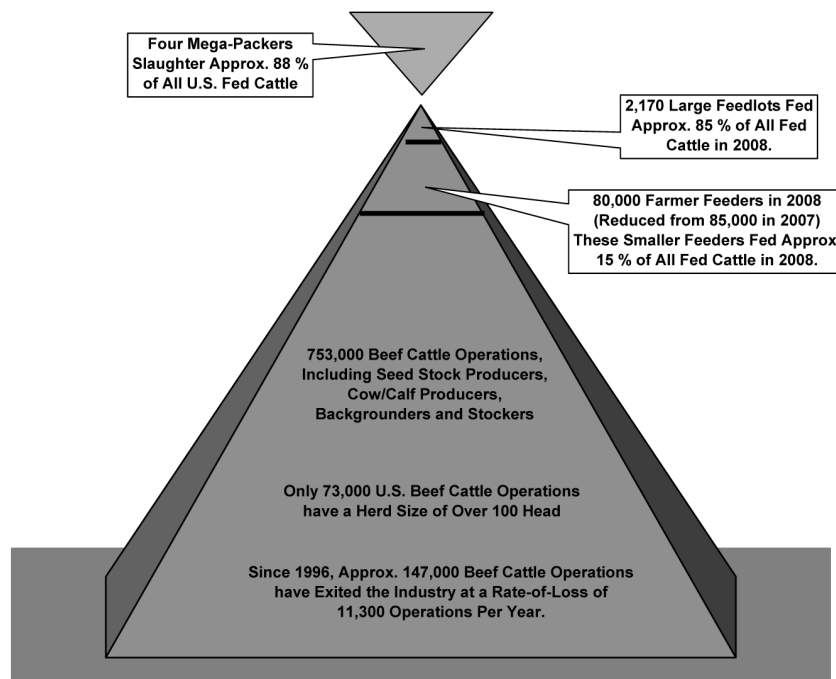 Four Mega-Packers
Slaughter Approx. 88 %
of All U.S. Fed Cattle
2,170 Large Feedlots Fed
Approx. 85 % of All Fed
Cattle in 2008.
80,000 Farmer Feeders in 2008
(Reduced from 85,000 in 2007)
These Smaller Feeders Fed Approx
15 % of All Fed Cattle in 2008.
753,000 Beef Cattle Operations,
Including Seed Stock Producers,
Cow/Calf Producers,
Backgrounders and Stockers
Only 73,000 U.S. Beef Cattle Operations
have a Herd Size of Over 100 Head
Since 1996, Approx. 147,000 Beef Cattle Operations
have Exited the Industry at a Rate-of-Loss of
11,300 Operations Per Year.